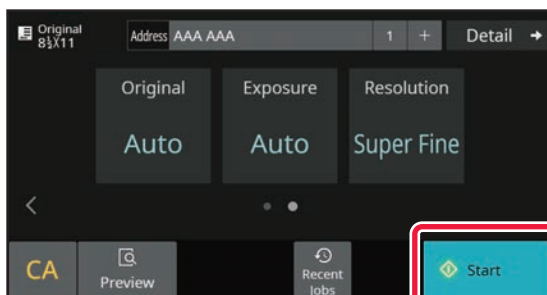 Original
8½X11
Address AAA AAA 1 + Detail
Original Exposure Resolution
Auto Auto Super Fine
CA Preview Recent Jobs Start